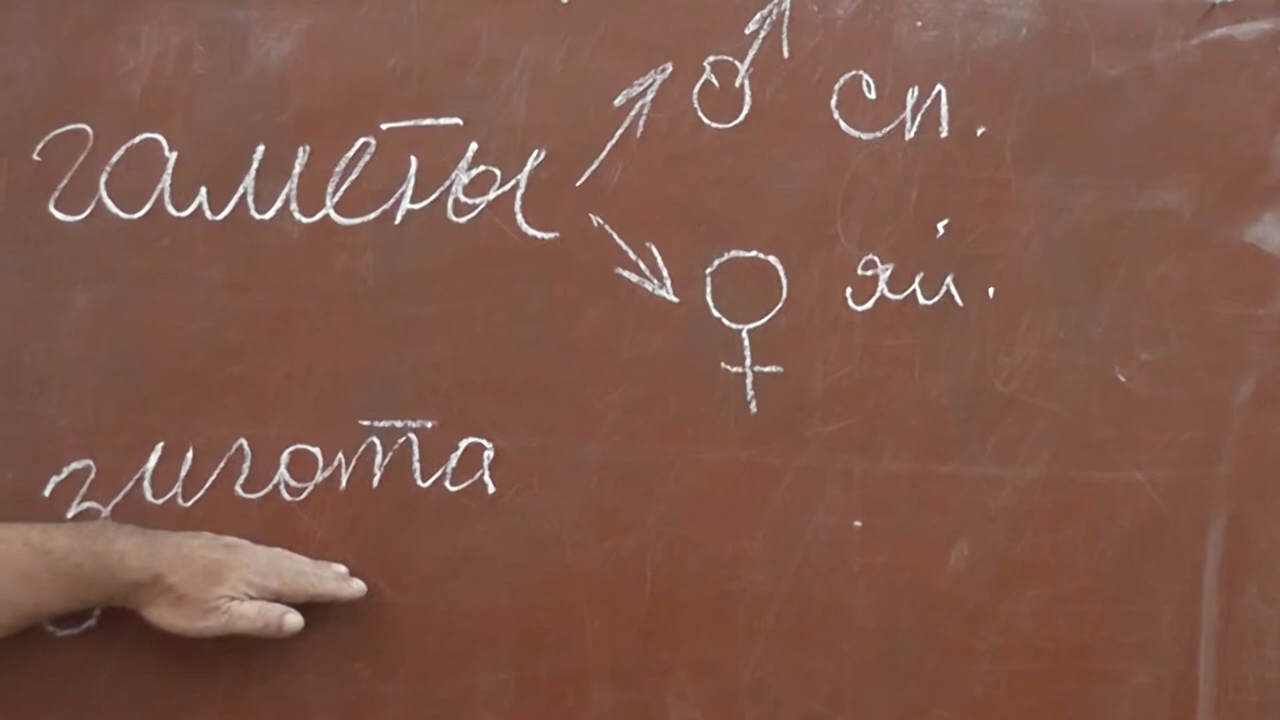 гаметы ♂ сп.
♀ яй.
зигота